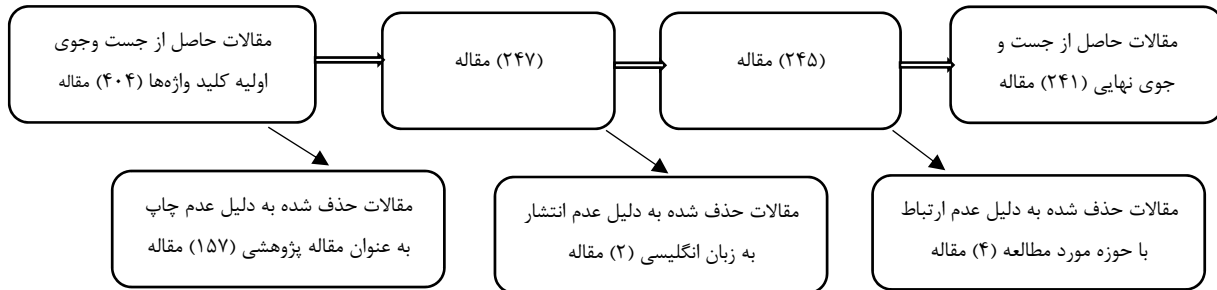 مقالات حاصل از جست وجوی
اولیه کلید واژه‌ها (۴۰۴) مقاله
(۲۴۷) مقاله
(۲۴۵) مقاله
مقالات حاصل از جست و
جوی نهایی (۲۴۱) مقاله
مقالات حذف شده به دلیل عدم چاپ
به عنوان مقاله پژوهشی (۱۵۷) مقاله
مقالات حذف شده به دلیل عدم انتشار
به زبان انگلیسی (۲) مقاله
مقالات حذف شده به دلیل عدم ارتباط
با حوزه مورد مطالعه (۴) مقاله